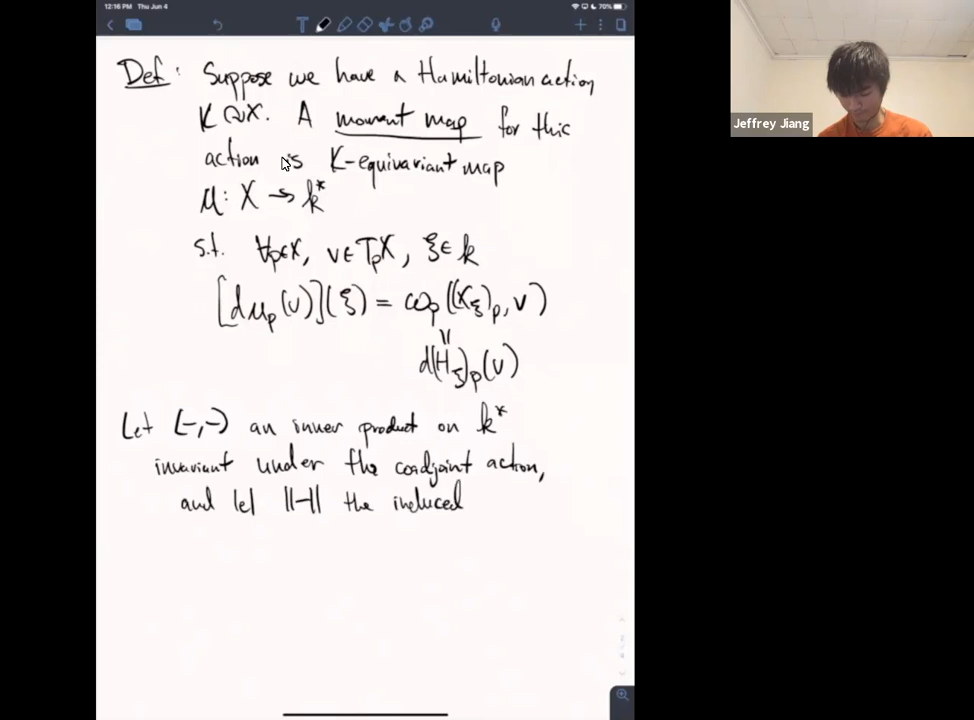 12:16 PM Thu Jun 4
70%
Def: Suppose we have a Hamiltonian action
K ↷ X. A moment map for this
action is K-equivariant map
μ: X → k*
s.t. ∀p∈X, v∈TpX, ξ∈k
[dμp(v)](ξ) = ωp((Xξ)p, v)
=
d(Hξ)p(v)
Let (-,-) an inner product on k*
invariant under the coadjoint action,
and let ||-|| the induced
Jeffrey Jiang